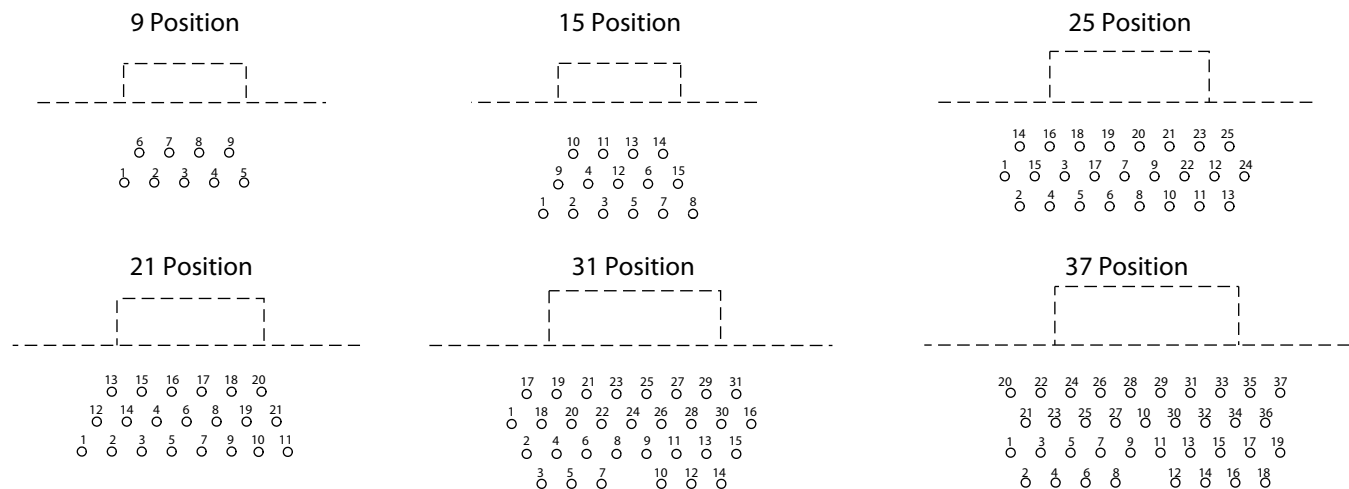 9 Position
6 7 8 9
1 2 3 4 5
15 Position
10 11 13 14
9 4 12 6 15
1 2 3 5 7 8
25 Position
14 16 18 19 20 21 23 25
1 15 3 17 7 9 22 12 24
2 4 5 6 8 10 11 13
21 Position
13 15 16 17 18 20
12 14 4 6 8 19 21
1 2 3 5 7 9 10 11
31 Position
17 19 21 23 25 27 29 31
1 18 20 22 24 26 28 30 16
2 4 6 8 9 11 13 15
3 5 7 10 12 14
37 Position
20 22 24 26 28 29 31 33 35 37
21 23 25 27 10 30 32 34 36
1 3 5 7 9 11 13 15 17 19
2 4 6 8 12 14 16 18